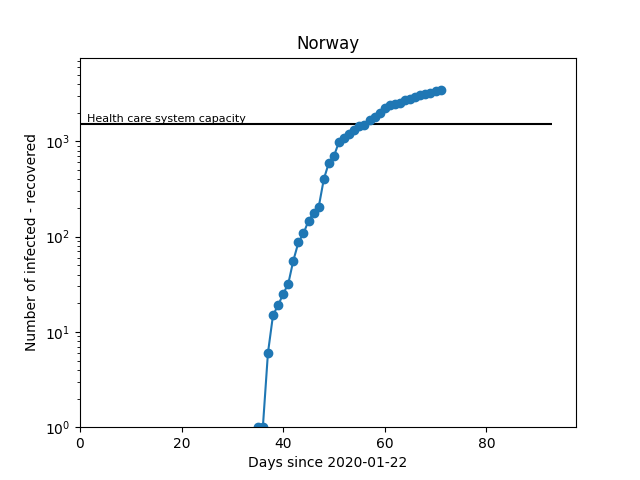 Norway
Health care system capacity
Number of infected - recovered
10³
10²
10¹
10⁰
0 20 40 60 80
Days since 2020-01-22